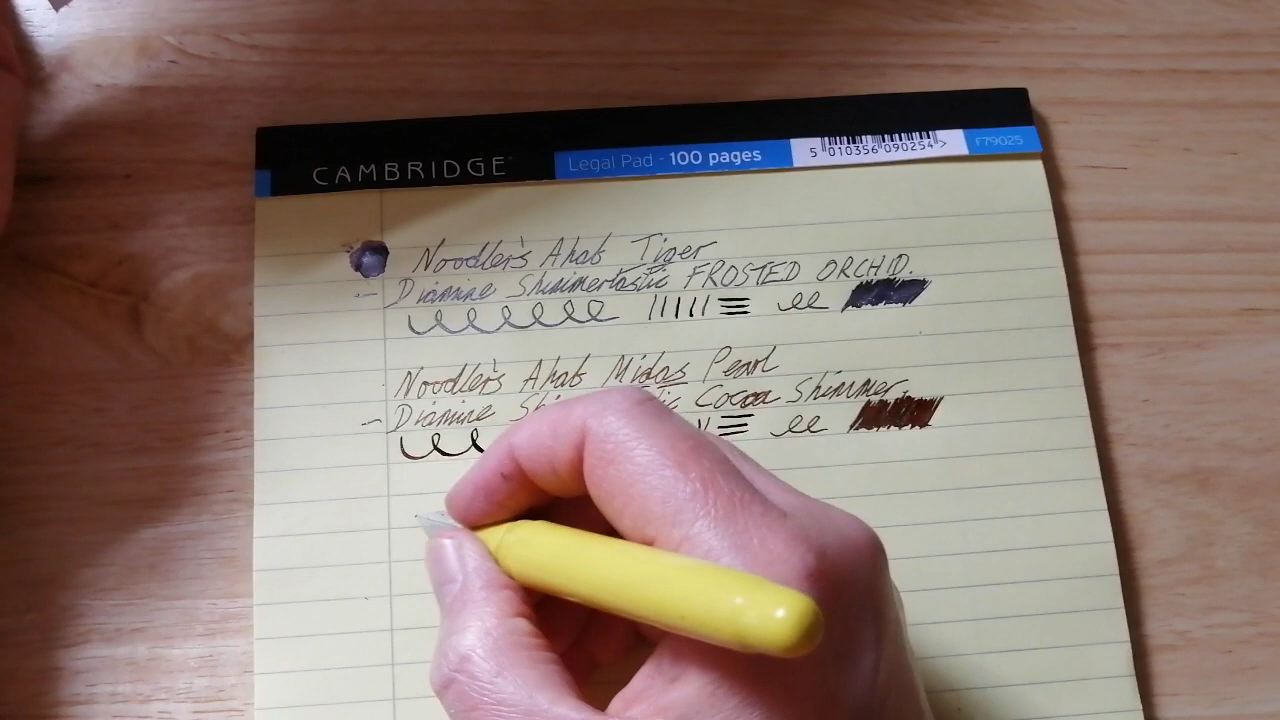 CAMBRIDGE
Legal Pad - 100 pages
5 010356 090254 >
F79025
Noodler's Ahab Tiger
- Diamine Shimmertastic FROSTED ORCHID.
Noodler's Ahab Midas Pearl
- Diamine Cocoa Shimmer.